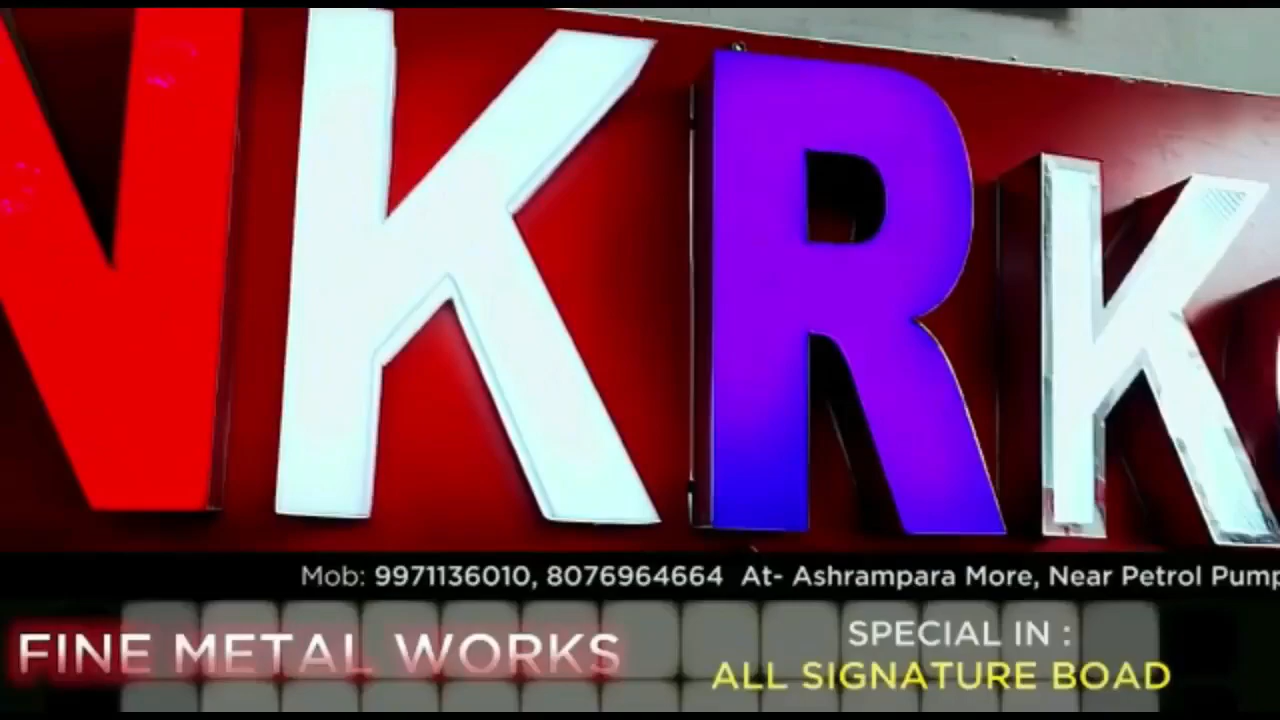 NKRK
Mob: 9971136010, 8076964664 At- Ashrampara More, Near Petrol Pump
FINE METAL WORKS
SPECIAL IN :
ALL SIGNATURE BOAD